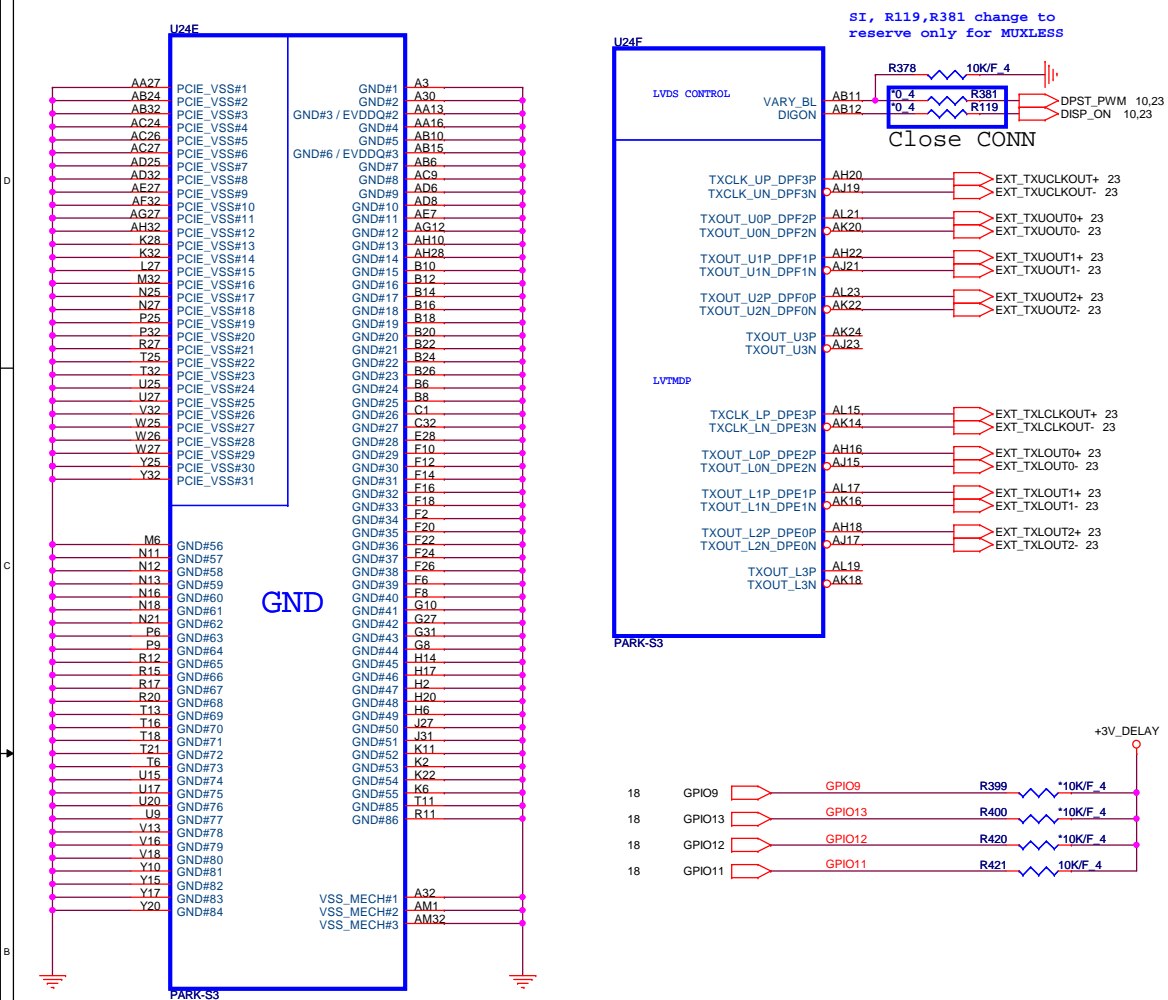 U24E
AA27 PCIE_VSS#1
AB24 PCIE_VSS#2
AB32 PCIE_VSS#3
AC24 PCIE_VSS#4
AC26 PCIE_VSS#5
AC27 PCIE_VSS#6
AD25 PCIE_VSS#7
AD32 PCIE_VSS#8
AE27 PCIE_VSS#9
AF32 PCIE_VSS#10
AG27 PCIE_VSS#11
AH32 PCIE_VSS#12
K28 PCIE_VSS#13
K32 PCIE_VSS#14
L27 PCIE_VSS#15
M32 PCIE_VSS#16
N25 PCIE_VSS#17
N27 PCIE_VSS#18
P25 PCIE_VSS#19
P32 PCIE_VSS#20
R27 PCIE_VSS#21
T25 PCIE_VSS#22
T32 PCIE_VSS#23
U25 PCIE_VSS#24
U27 PCIE_VSS#25
V32 PCIE_VSS#26
W25 PCIE_VSS#27
W26 PCIE_VSS#28
W27 PCIE_VSS#29
Y25 PCIE_VSS#30
Y32 PCIE_VSS#31
M6 GND#56
N11 GND#57
N12 GND#58
N13 GND#59
N16 GND#60
N18 GND#61
N21 GND#62
P6 GND#63
P9 GND#64
R12 GND#65
R15 GND#66
R17 GND#67
R20 GND#68
T13 GND#69
T16 GND#70
T18 GND#71
T21 GND#72
T6 GND#73
U15 GND#74
U17 GND#75
U20 GND#76
U9 GND#77
V13 GND#78
V16 GND#79
V18 GND#80
Y10 GND#81
Y15 GND#82
Y17 GND#83
Y20 GND#84
GND
GND#1 A3
GND#2 A30
GND#3 / EVDDQ#2 AA13
GND#4 AA16
GND#5 AB10
GND#6 / EVDDQ#3 AB15
GND#7 AB6
GND#8 AC9
GND#9 AD6
GND#10 AD8
GND#11 AE7
GND#12 AG12
GND#13 AH10
GND#14 AH28
GND#15 B10
GND#16 B12
GND#17 B14
GND#18 B16
GND#19 B18
GND#20 B20
GND#21 B22
GND#22 B24
GND#23 B26
GND#24 B6
GND#25 B8
GND#26 C1
GND#27 C32
GND#28 E28
GND#29 F10
GND#30 F12
GND#31 F14
GND#32 F16
GND#33 F18
GND#34 F2
GND#35 F20
GND#36 F22
GND#37 F24
GND#38 F26
GND#39 F6
GND#40 F8
GND#41 G10
GND#42 G27
GND#43 G31
GND#44 G8
GND#45 H14
GND#46 H17
GND#47 H2
GND#48 H20
GND#49 H6
GND#50 J27
GND#51 J31
GND#52 K11
GND#53 K2
GND#54 K22
GND#55 K6
GND#85 T11
GND#86 R11
VSS_MECH#1 A32
VSS_MECH#2 AM1
VSS_MECH#3 AM32
PARK-S3
SI, R119,R381 change to
reserve only for MUXLESS
U24F
LVDS CONTROL
R378 10K/F_4
VARY_BL AB11 *0_4 R381 DPST_PWM 10,23
DIGON AB12 *0_4 R119 DISP_ON 10,23
Close CONN
TXCLK_UP_DPF3P AH20 EXT_TXUCLKOUT+ 23
TXCLK_UN_DPF3N AJ19 EXT_TXUCLKOUT- 23
TXOUT_U0P_DPF2P AL21 EXT_TXUOUT0+ 23
TXOUT_U0N_DPF2N AK20 EXT_TXUOUT0- 23
TXOUT_U1P_DPF1P AH22 EXT_TXUOUT1+ 23
TXOUT_U1N_DPF1N AJ21 EXT_TXUOUT1- 23
TXOUT_U2P_DPF0P AL23 EXT_TXUOUT2+ 23
TXOUT_U2N_DPF0N AK22 EXT_TXUOUT2- 23
TXOUT_U3P AK24
TXOUT_U3N AJ23
LVTMDP
TXCLK_LP_DPE3P AL15 EXT_TXLCLKOUT+ 23
TXCLK_LN_DPE3N AK14 EXT_TXLCLKOUT- 23
TXOUT_L0P_DPE2P AH16 EXT_TXLOUT0+ 23
TXOUT_L0N_DPE2N AJ15 EXT_TXLOUT0- 23
TXOUT_L1P_DPE1P AL17 EXT_TXLOUT1+ 23
TXOUT_L1N_DPE1N AK16 EXT_TXLOUT1- 23
TXOUT_L2P_DPE0P AH18 EXT_TXLOUT2+ 23
TXOUT_L2N_DPE0N AJ17 EXT_TXLOUT2- 23
TXOUT_L3P AL19
TXOUT_L3N AK18
PARK-S3
+3V_DELAY
18 GPIO9 GPIO9 R399 *10K/F_4
18 GPIO13 GPIO13 R400 *10K/F_4
18 GPIO12 GPIO12 R420 *10K/F_4
18 GPIO11 GPIO11 R421 10K/F_4
D
C
B